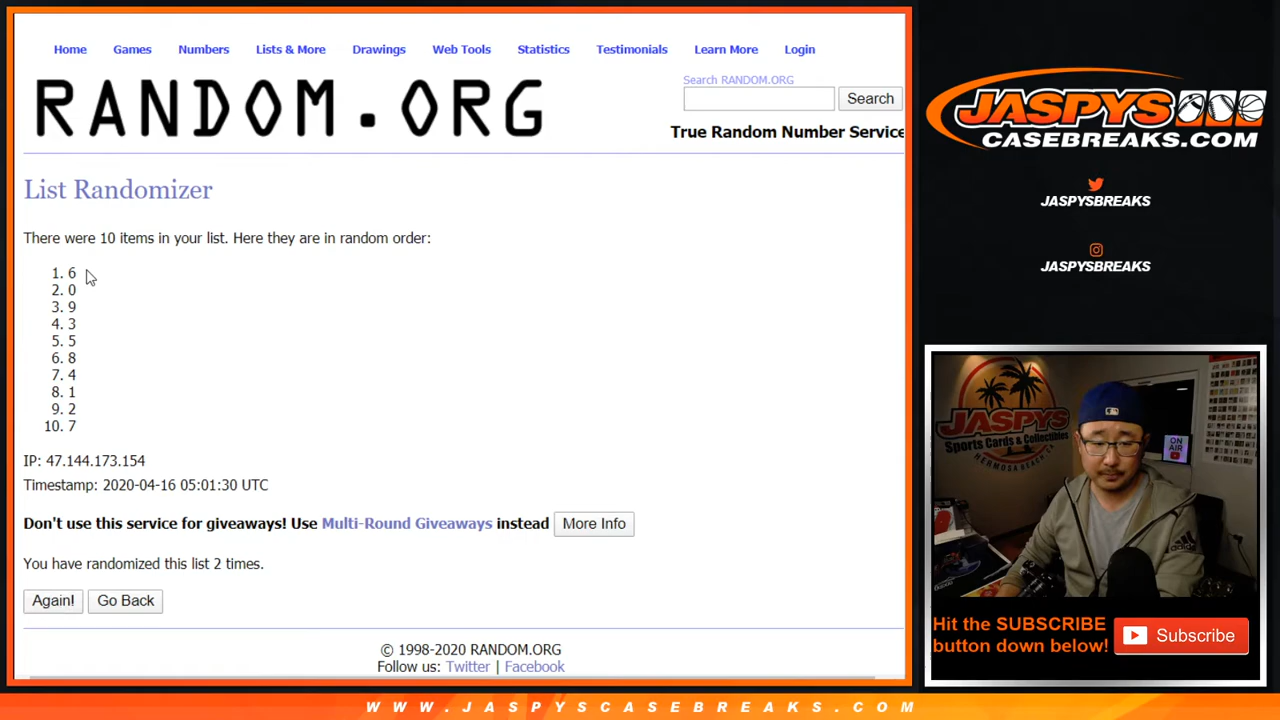 Home Games Numbers Lists & More Drawings Web Tools Statistics Testimonials Learn More Login
RANDOM.ORG
Search RANDOM.ORG
Search
True Random Number Service
List Randomizer
There were 10 items in your list. Here they are in random order:
1. 6
2. 0
3. 9
4. 3
5. 5
6. 8
7. 4
8. 1
9. 2
10. 7
IP: 47.144.173.154
Timestamp: 2020-04-16 05:01:30 UTC
Don't use this service for giveaways! Use Multi-Round Giveaways instead More Info
You have randomized this list 2 times.
Again! Go Back
© 1998-2020 RANDOM.ORG
Follow us: Twitter | Facebook
JASPYS
CASEBREAKS.COM
JASPYSBREAKS
JASPYSBREAKS
JASPYS
Sports Cards & Collectibles
HERMOSA BEACH, CA
ON
AIR
adidas
Hit the SUBSCRIBE
button down below!
Subscribe
WWW.JASPYSCASEBREAKS.COM